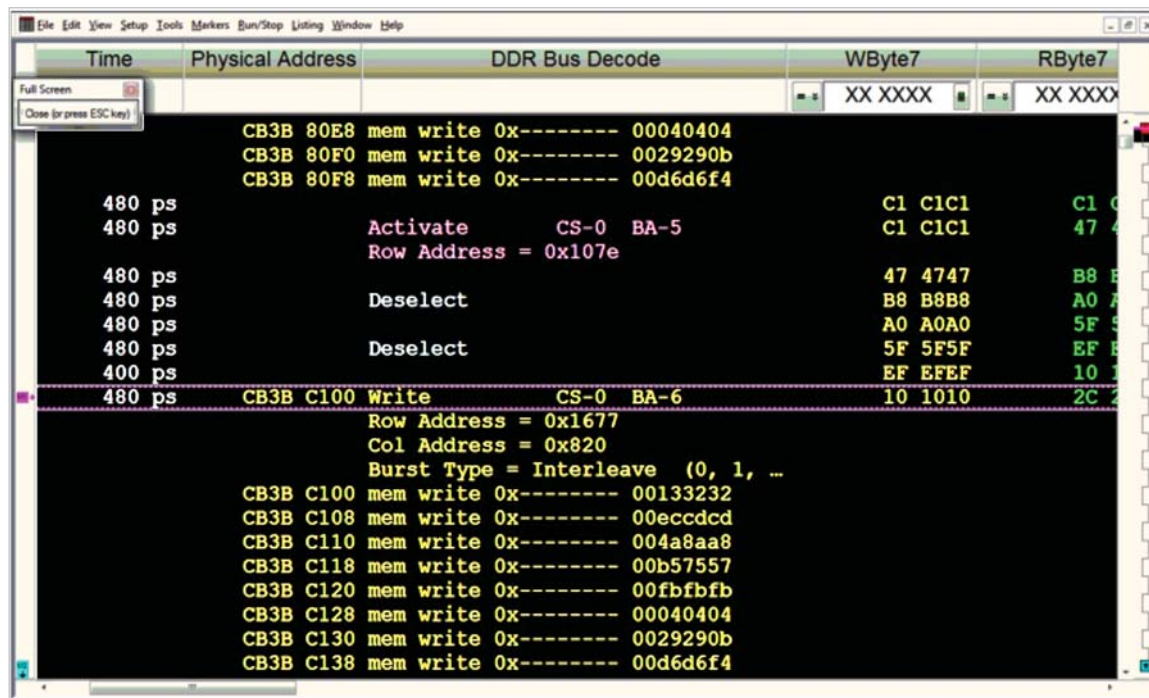 File Edit View Setup Tools Markers Run/Stop Listing Window Help
Time Physical Address DDR Bus Decode WByte7 RByte7
Full Screen
Close (or press ESC key)
XX XXXX XX XXXX
CB3B 80E8 mem write 0x-------- 00040404
CB3B 80F0 mem write 0x-------- 0029290b
CB3B 80F8 mem write 0x-------- 00d6d6f4
480 ps C1 C1C1 C1
480 ps Activate CS-0 BA-5 C1 C1C1 47
Row Address = 0x107e
480 ps 47 4747 B8
480 ps Deselect B8 B8B8 A0
480 ps A0 A0A0 5F
480 ps Deselect 5F 5F5F EF
400 ps EF EFEF 10
480 ps CB3B C100 Write CS-0 BA-6 10 1010 2C
Row Address = 0x1677
Col Address = 0x820
Burst Type = Interleave (0, 1, …
CB3B C100 mem write 0x-------- 00133232
CB3B C108 mem write 0x-------- 00eccdcd
CB3B C110 mem write 0x-------- 004a8aa8
CB3B C118 mem write 0x-------- 00b57557
CB3B C120 mem write 0x-------- 00fbfbfb
CB3B C128 mem write 0x-------- 00040404
CB3B C130 mem write 0x-------- 0029290b
CB3B C138 mem write 0x-------- 00d6d6f4